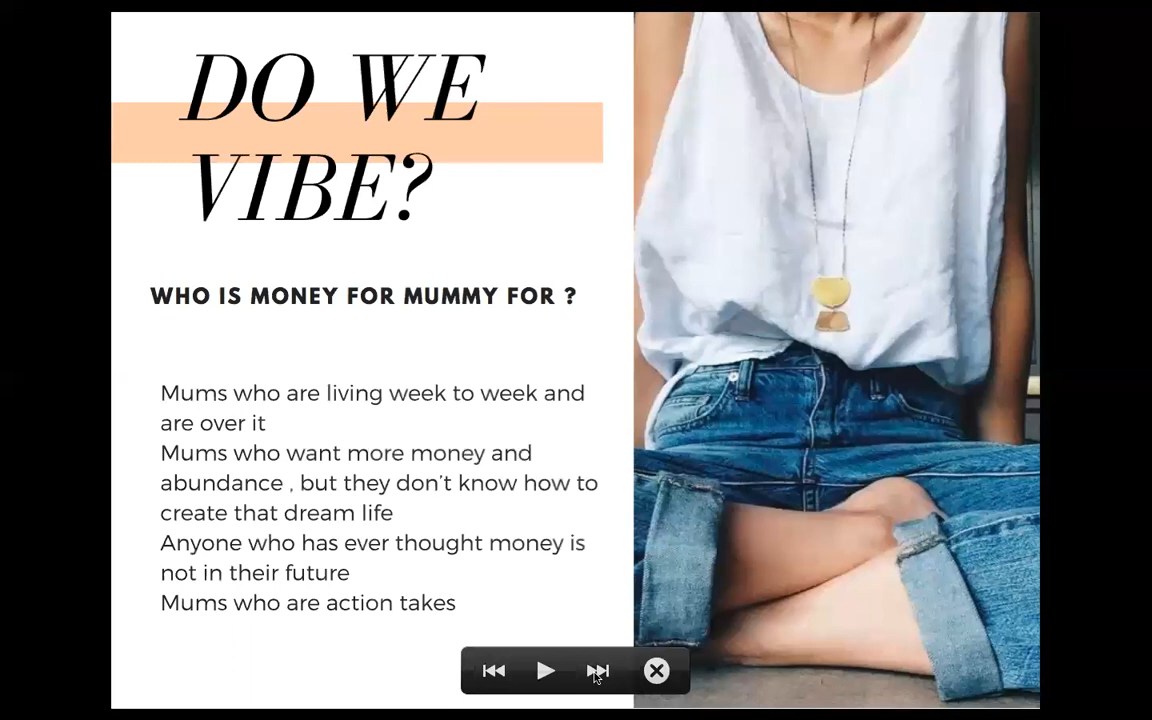 DO WE
VIBE?
WHO IS MONEY FOR MUMMY FOR ?
Mums who are living week to week and
are over it
Mums who want more money and
abundance , but they don't know how to
create that dream life
Anyone who has ever thought money is
not in their future
Mums who are action takes